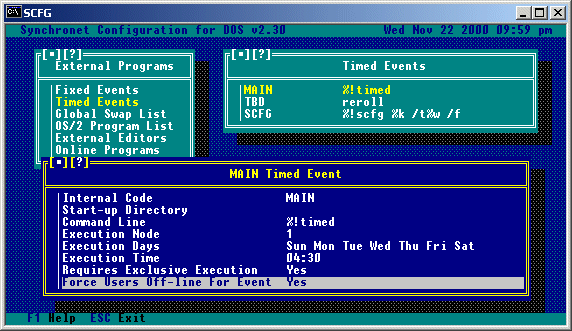 SCFG
Synchronet Configuration for DOS v2.30 Wed Nov 22 2000 09:59 pm
[■][?]
External Programs
Fixed Events
Timed Events
Global Swap List
OS/2 Program List
External Editors
Online Programs
[■][?]
Timed Events
MAIN %!timed
TBD reroll
SCFG %!scfg %k /t%w /f
[■][?]
MAIN Timed Event
Internal Code MAIN
Start-up Directory
Command Line %!timed
Execution Node 1
Execution Days Sun Mon Tue Wed Thu Fri Sat
Execution Time 04:30
Requires Exclusive Execution Yes
Force Users Off-line For Event Yes
F1 Help ESC Exit